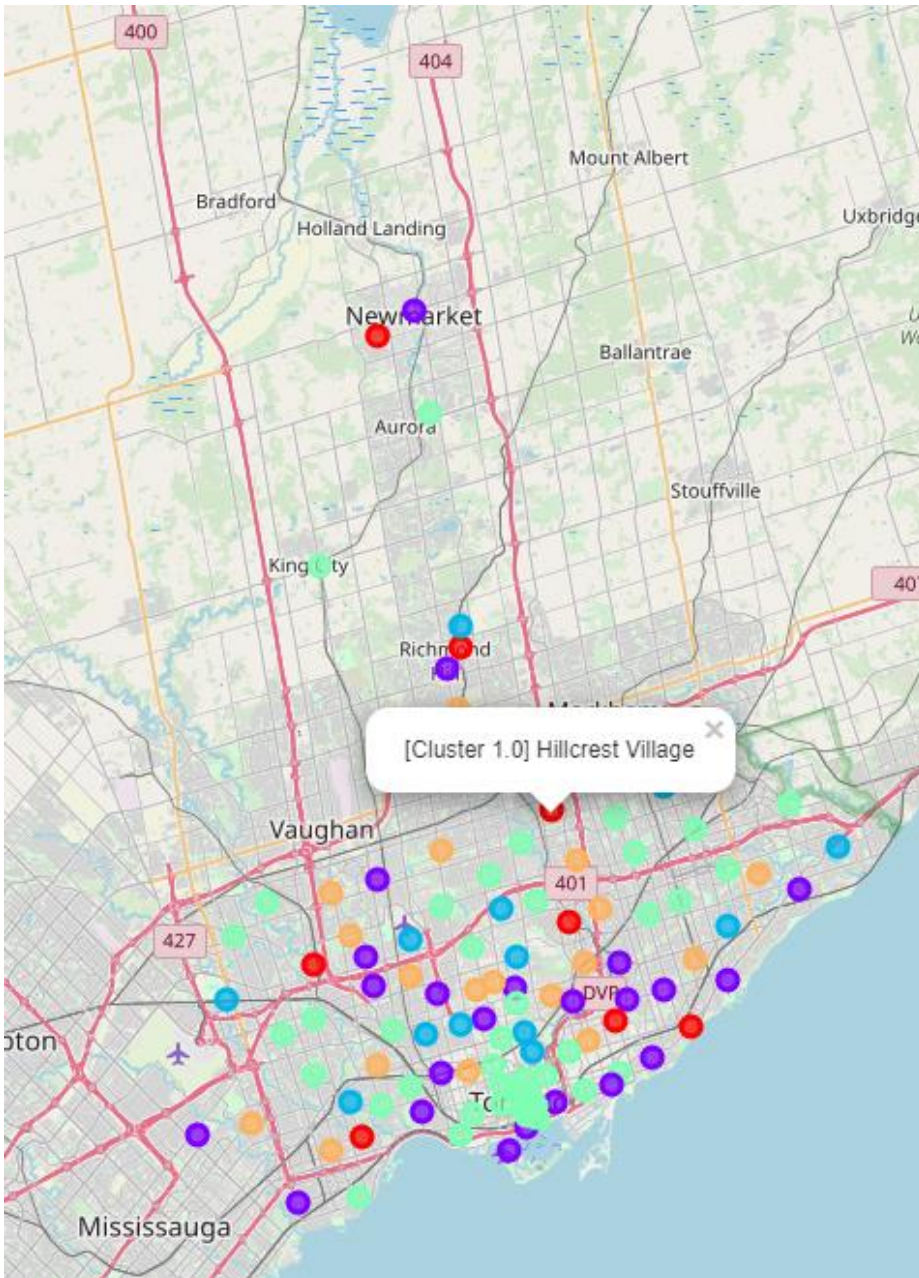 400
404
Mount Albert
Bradford
Uxbridge
Holland Landing
Newmarket
Ballantrae
Aurora
Stouffville
King City
407
Richmond
[Cluster 1.0] Hillcrest Village
×
Vaughan
401
427
DVP
Mississauga